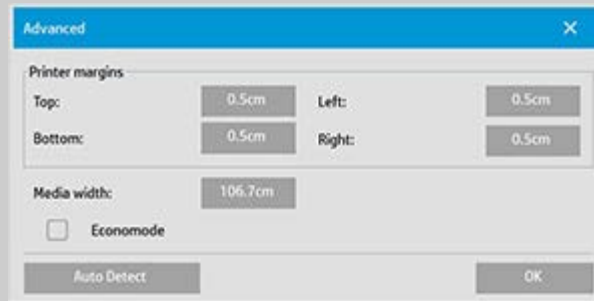 Advanced
Printer margins
Top: 0.5cm Left: 0.5cm
Bottom: 0.5cm Right: 0.5cm
Media width: 106.7cm
Economode
Auto Detect OK